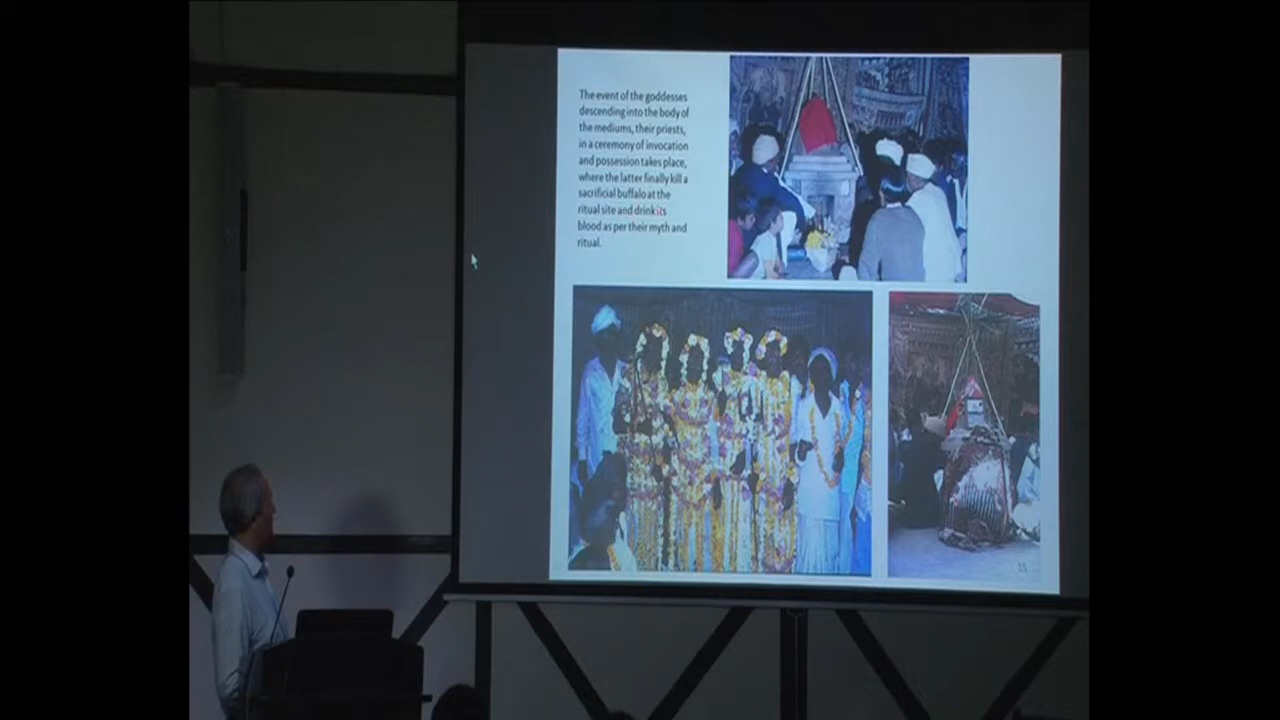 The event of the goddesses
descending into the body of
the mediums, their priests,
in a ceremony of invocation
and possession takes place,
where the latter finally kill a
sacrificial buffalo at the
ritual site and drink its
blood as per their myth and
ritual.